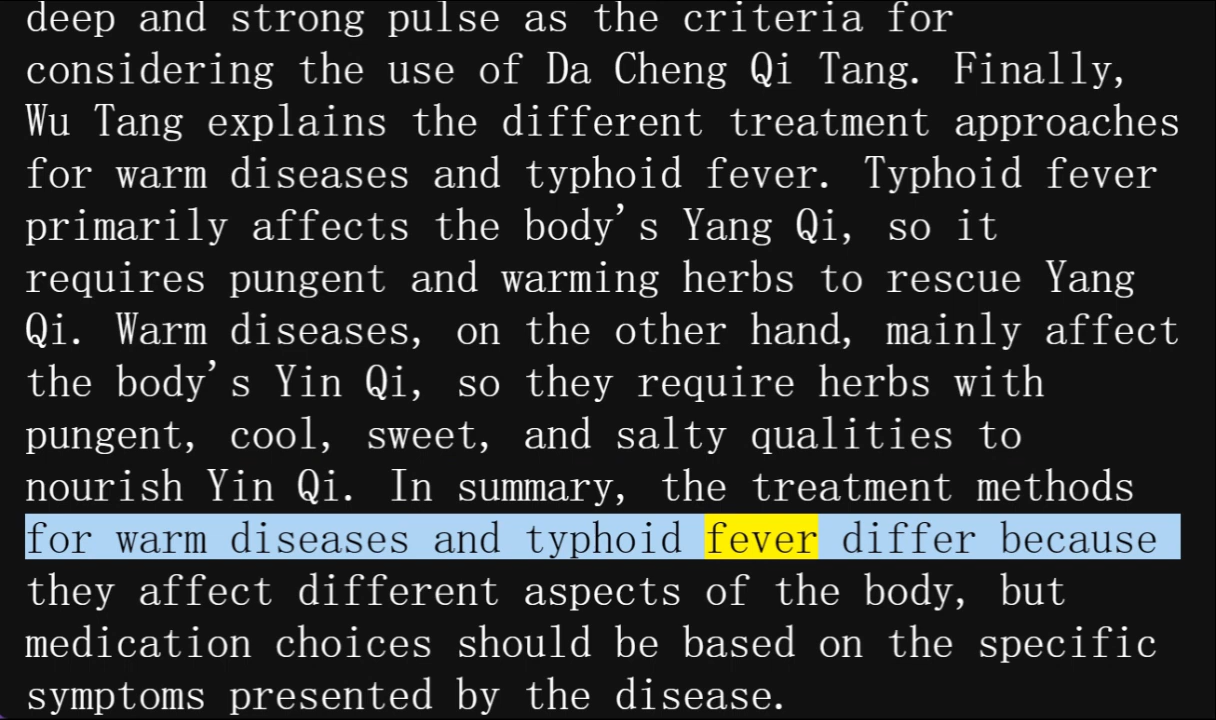 deep and strong pulse as the criteria for
considering the use of Da Cheng Qi Tang. Finally,
Wu Tang explains the different treatment approaches
for warm diseases and typhoid fever. Typhoid fever
primarily affects the body's Yang Qi, so it
requires pungent and warming herbs to rescue Yang
Qi. Warm diseases, on the other hand, mainly affect
the body's Yin Qi, so they require herbs with
pungent, cool, sweet, and salty qualities to
nourish Yin Qi. In summary, the treatment methods
for warm diseases and typhoid fever differ because
they affect different aspects of the body, but
medication choices should be based on the specific
symptoms presented by the disease.